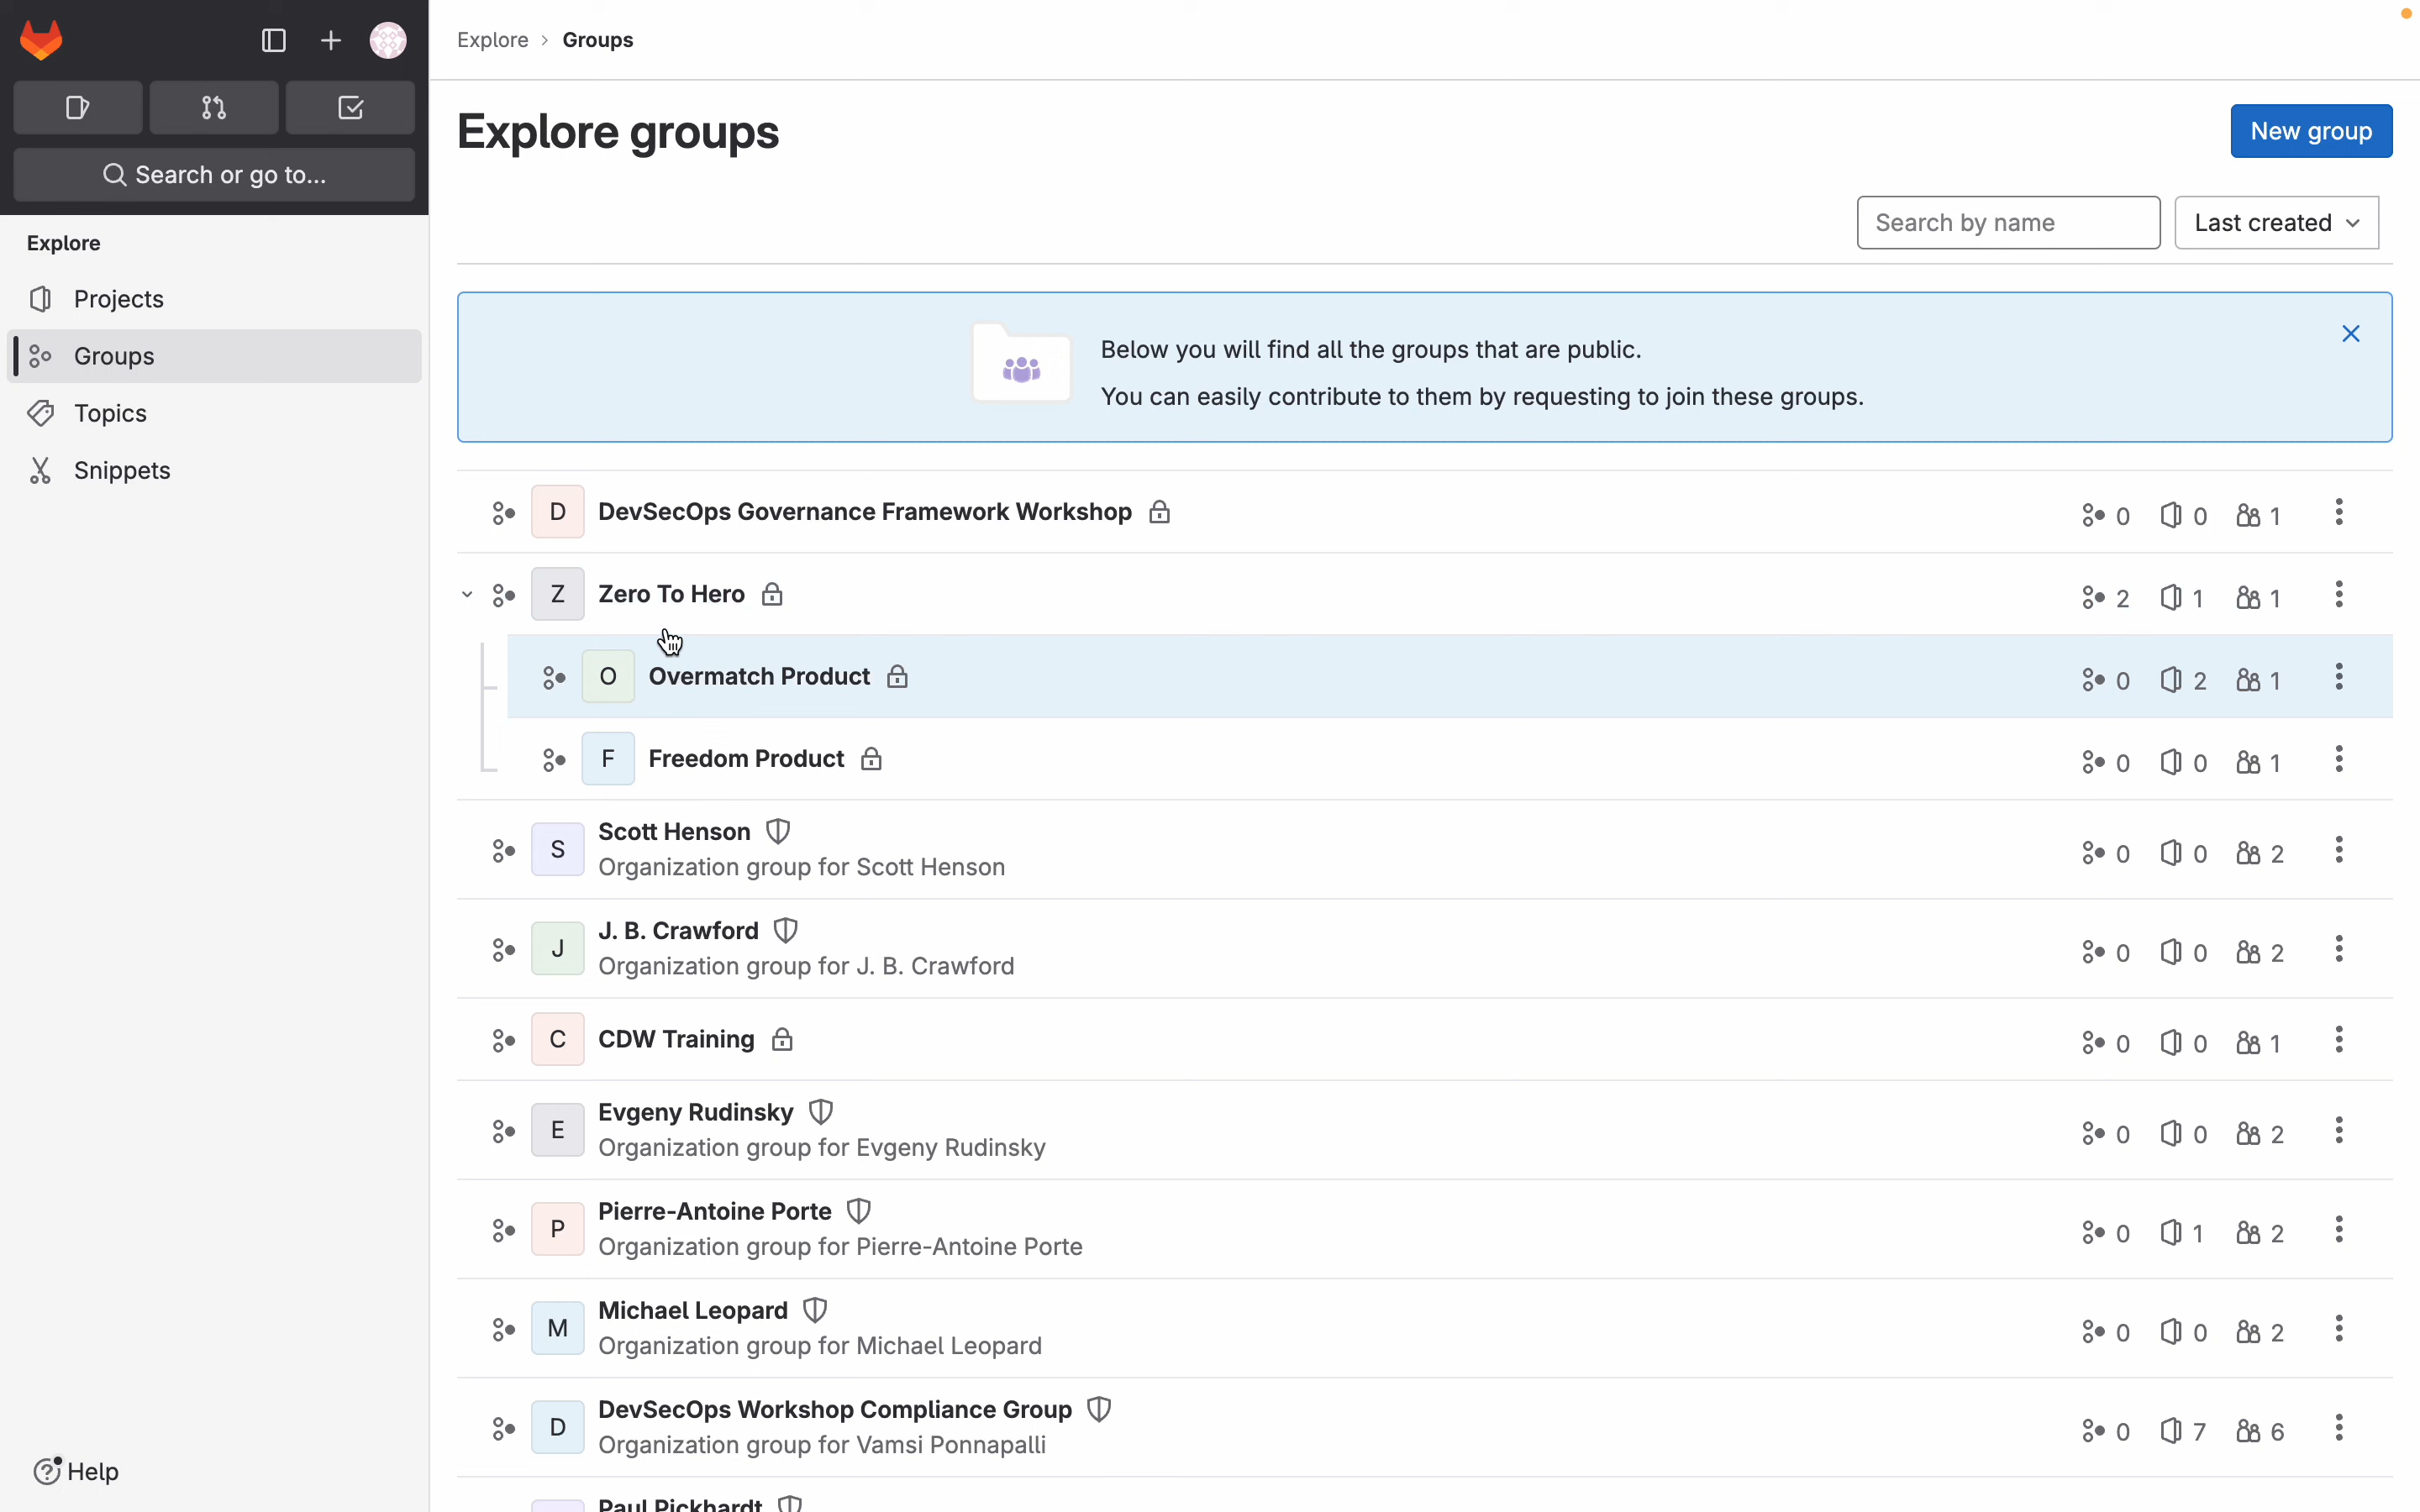 Explore › Groups
Explore groups
New group
Search or go to...
Search by name
Last created
Explore
Projects
Groups
Topics
Snippets
Below you will find all the groups that are public.
You can easily contribute to them by requesting to join these groups.
D DevSecOps Governance Framework Workshop 0 0 1
Z Zero To Hero 2 1 1
O Overmatch Product 0 2 1
F Freedom Product 0 0 1
S Scott Henson 0 0 2
Organization group for Scott Henson
J J. B. Crawford 0 0 2
Organization group for J. B. Crawford
C CDW Training 0 0 1
E Evgeny Rudinsky 0 0 2
Organization group for Evgeny Rudinsky
P Pierre-Antoine Porte 0 1 2
Organization group for Pierre-Antoine Porte
M Michael Leopard 0 0 2
Organization group for Michael Leopard
D DevSecOps Workshop Compliance Group 0 7 6
Organization group for Vamsi Ponnapalli
Paul Pickhardt
Help